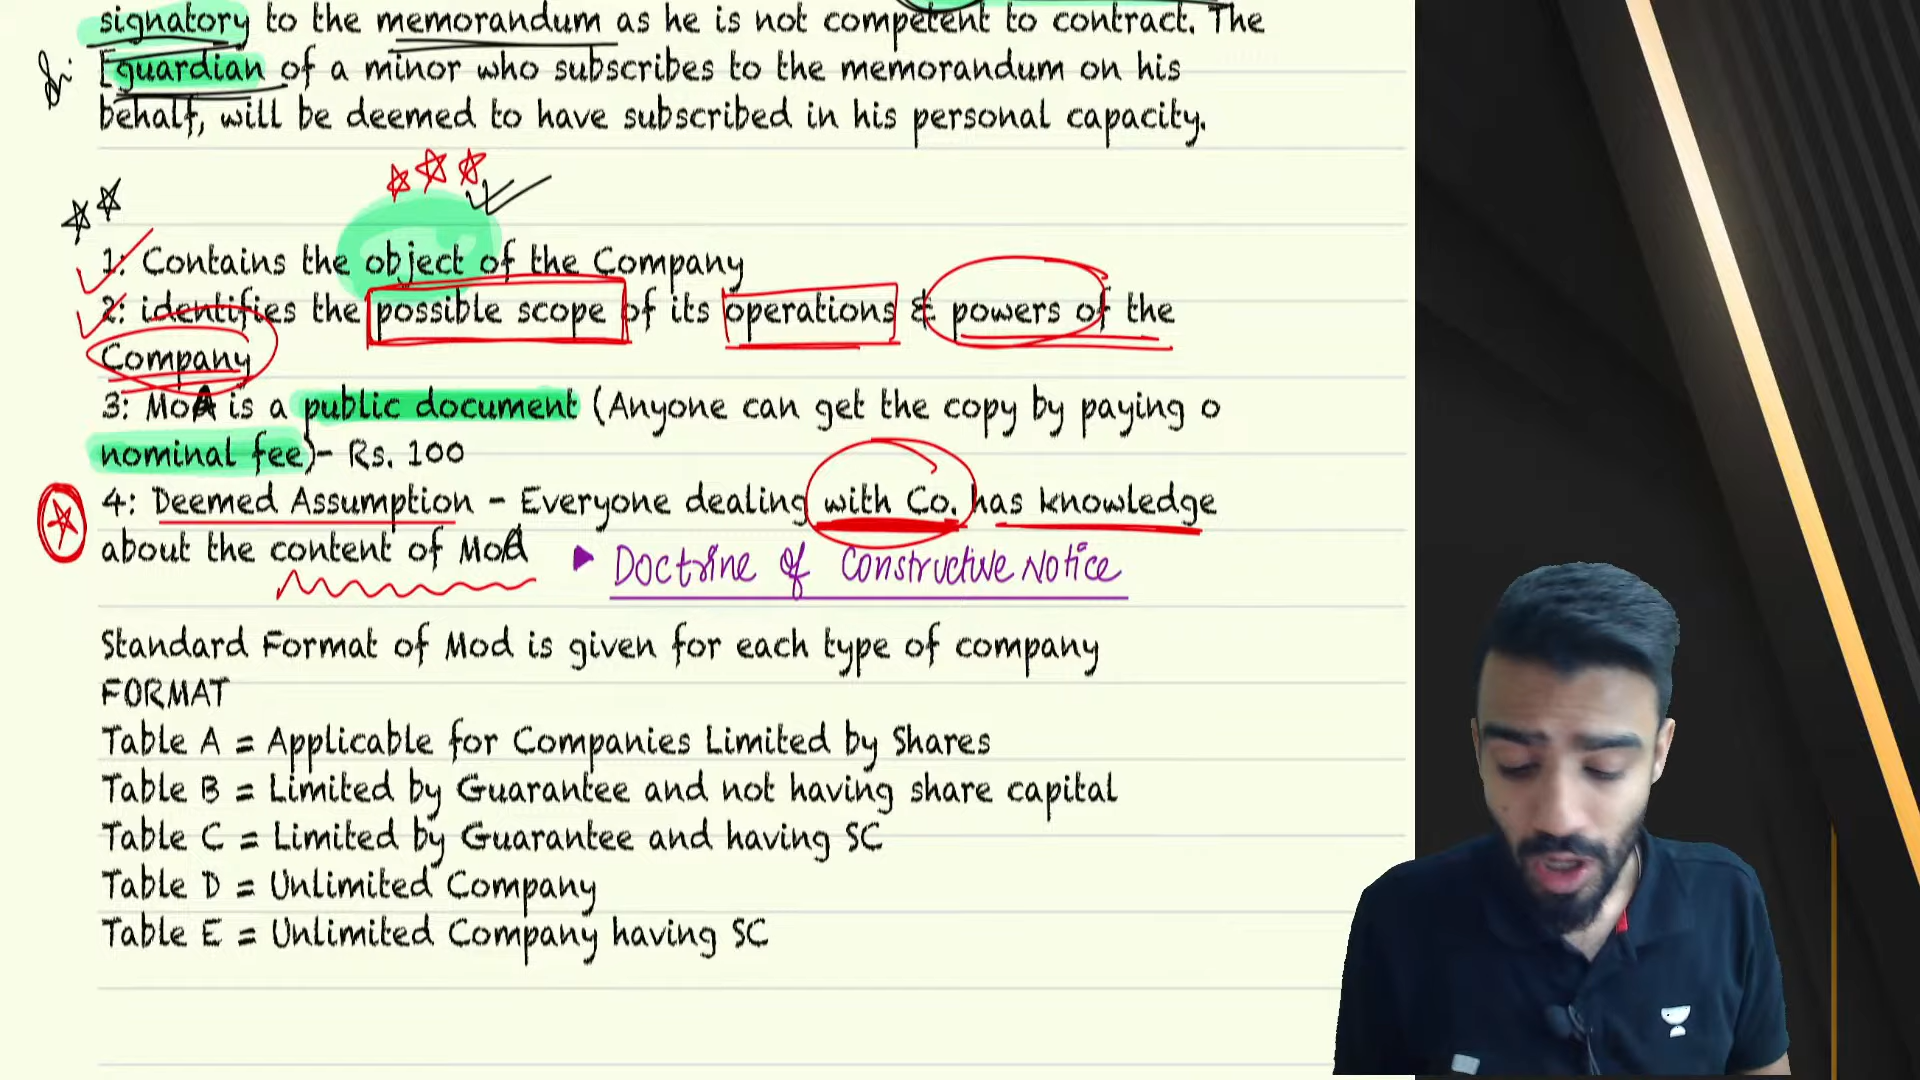 signatory to the memorandum as he is not competent to contract. The
guardian of a minor who subscribes to the memorandum on his
behalf, will be deemed to have subscribed in his personal capacity.
1: Contains the object of the Company
2: identifies the possible scope of its operations & powers of the
Company
3: MoA is a public document (Anyone can get the copy by paying o
nominal fee)- Rs. 100
4: Deemed Assumption - Everyone dealing with Co. has knowledge
about the content of MoA
Doctrine of Constructive Notice
Standard Format of Mod is given for each type of company
FORMAT
Table A = Applicable for Companies Limited by Shares
Table B = Limited by Guarantee and not having share capital
Table C = Limited by Guarantee and having SC
Table D = Unlimited Company
Table E = Unlimited Company having SC